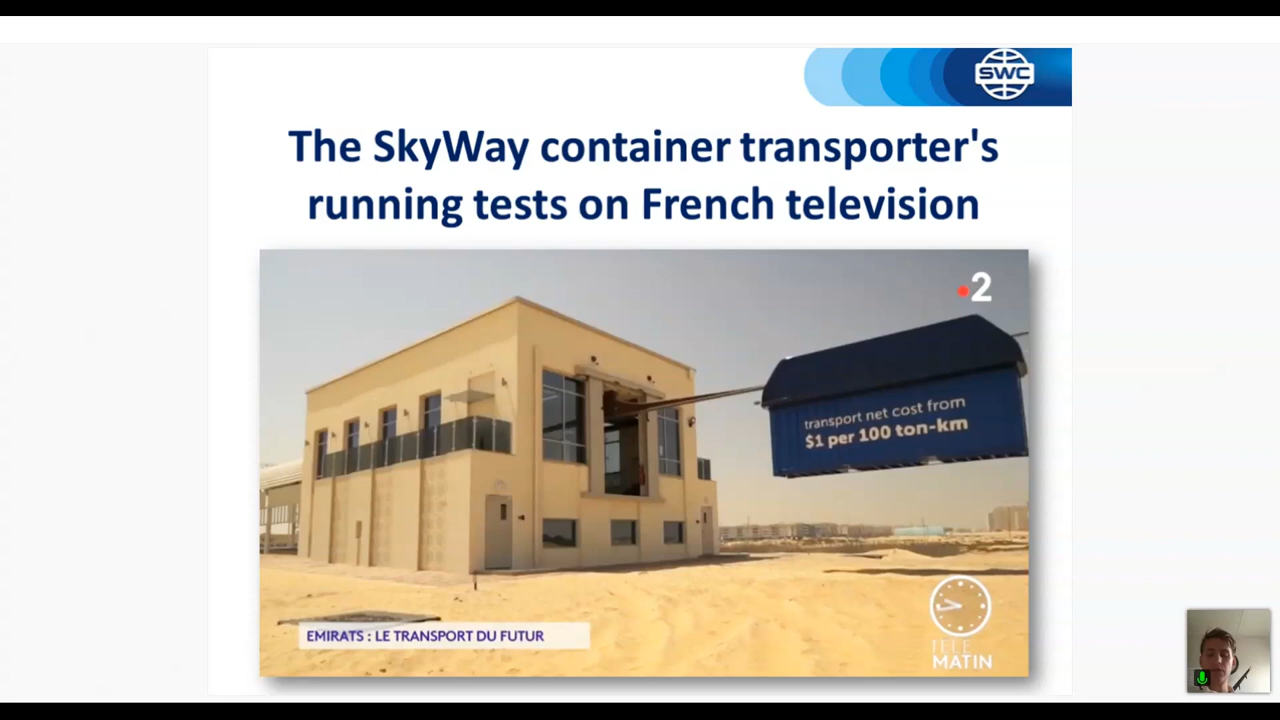 SWC
The SkyWay container transporter's
running tests on French television
2
transport net cost from
$1 per 100 ton-km
EMIRATS : LE TRANSPORT DU FUTUR
TELE
MATIN